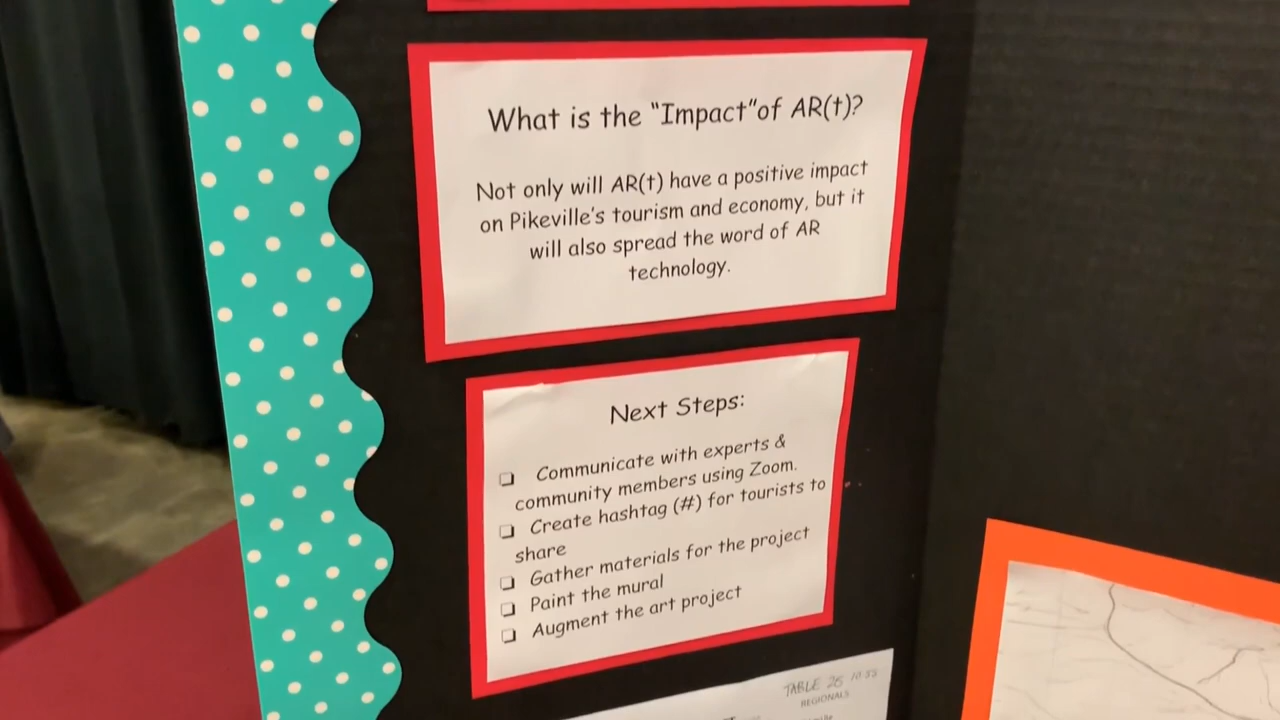 What is the "Impact"of AR(t)?
Not only will AR(t) have a positive impact
on Pikeville's tourism and economy, but it
will also spread the word of AR
technology.
Next Steps:
❏ Communicate with experts &
community members using Zoom.
❏ Create hashtag (#) for tourists to
share
❏ Gather materials for the project
❏ Paint the mural
❏ Augment the art project
TABLE 26
REGIONALS